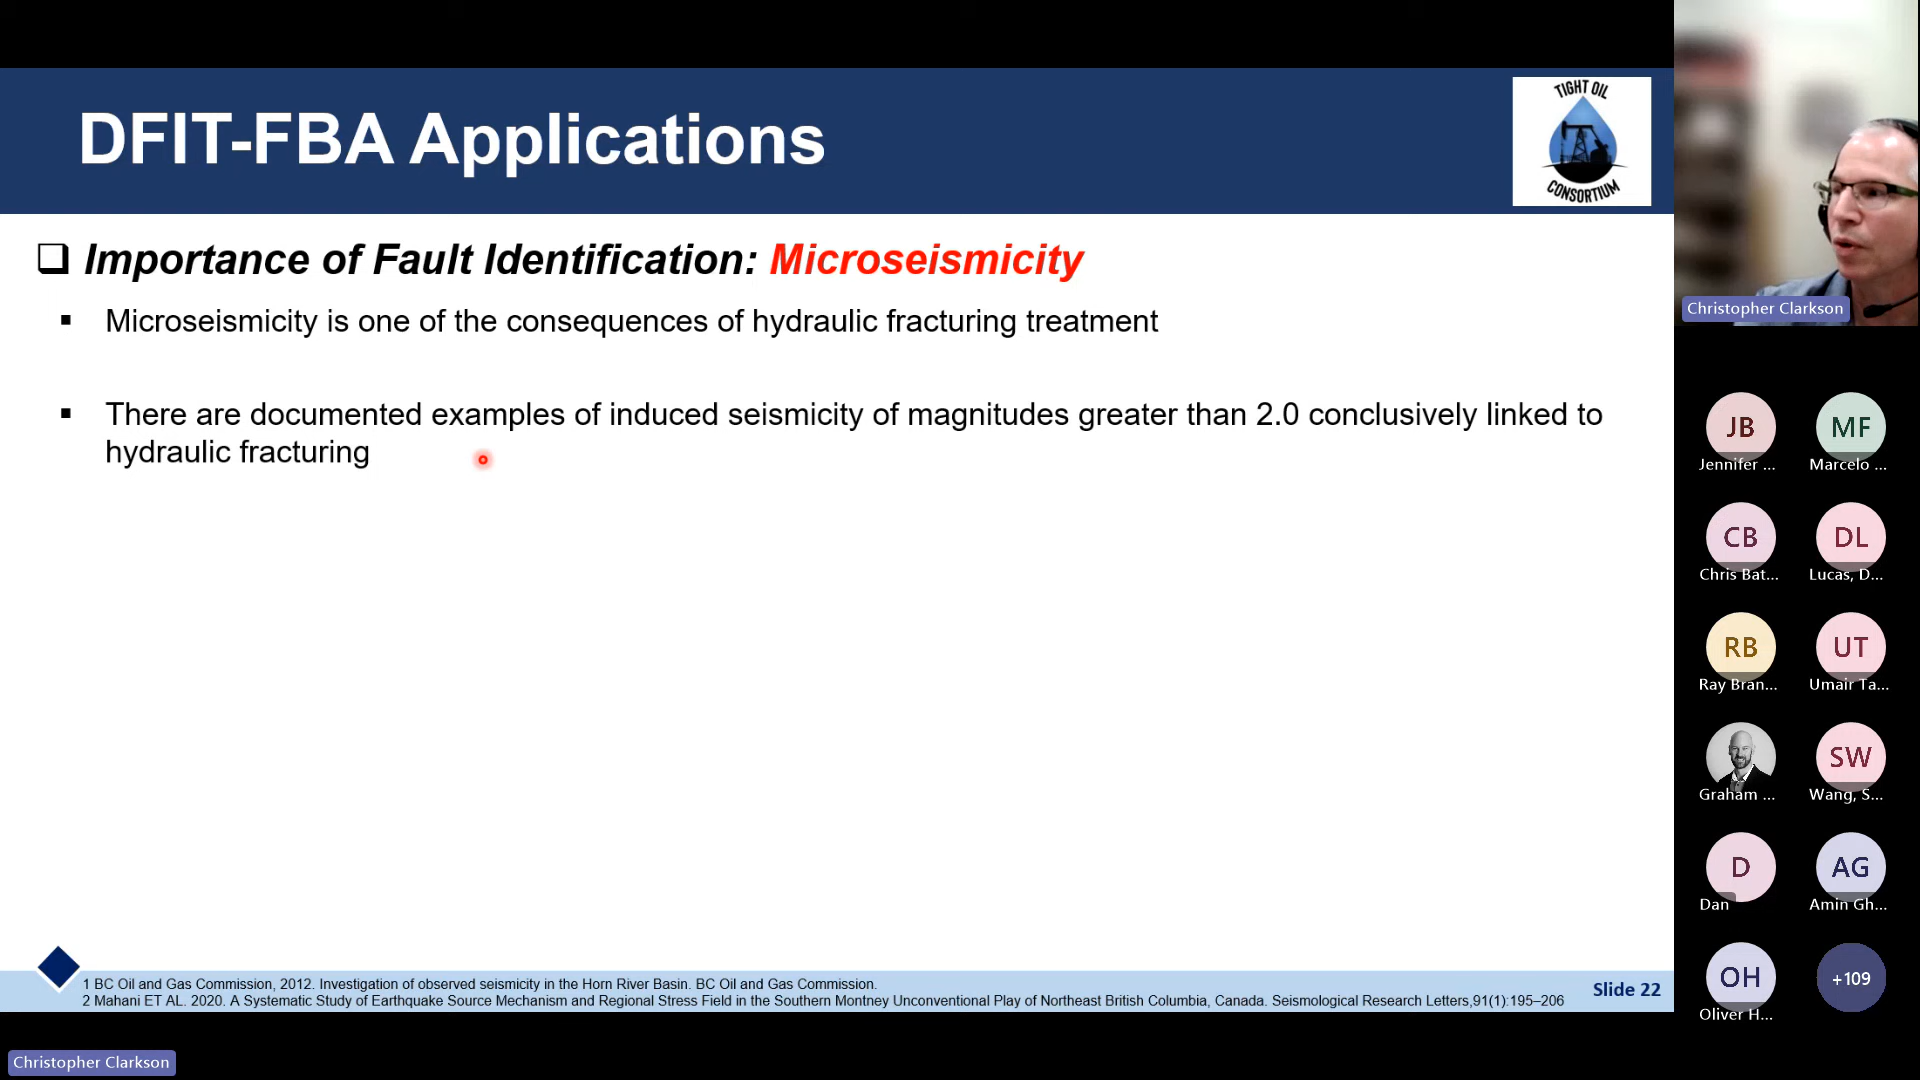 DFIT-FBA Applications
TIGHT OIL
CONSORTIUM
Importance of Fault Identification: Microseismicity
Microseismicity is one of the consequences of hydraulic fracturing treatment
There are documented examples of induced seismicity of magnitudes greater than 2.0 conclusively linked to
hydraulic fracturing
1 BC Oil and Gas Commission, 2012. Investigation of observed seismicity in the Horn River Basin. BC Oil and Gas Commission.
2 Mahani ET AL. 2020. A Systematic Study of Earthquake Source Mechanism and Regional Stress Field in the Southern Montney Unconventional Play of Northeast British Columbia, Canada. Seismological Research Letters,91(1):195–206
Slide 22
Christopher Clarkson
JB
Jennifer ...
MF
Marcelo ...
CB
Chris Bat...
DL
Lucas, D...
RB
Ray Bran...
UT
Umair Ta...
Graham ...
SW
Wang, S...
D
Dan
AG
Amin Gh...
OH
Oliver H...
+109
Christopher Clarkson